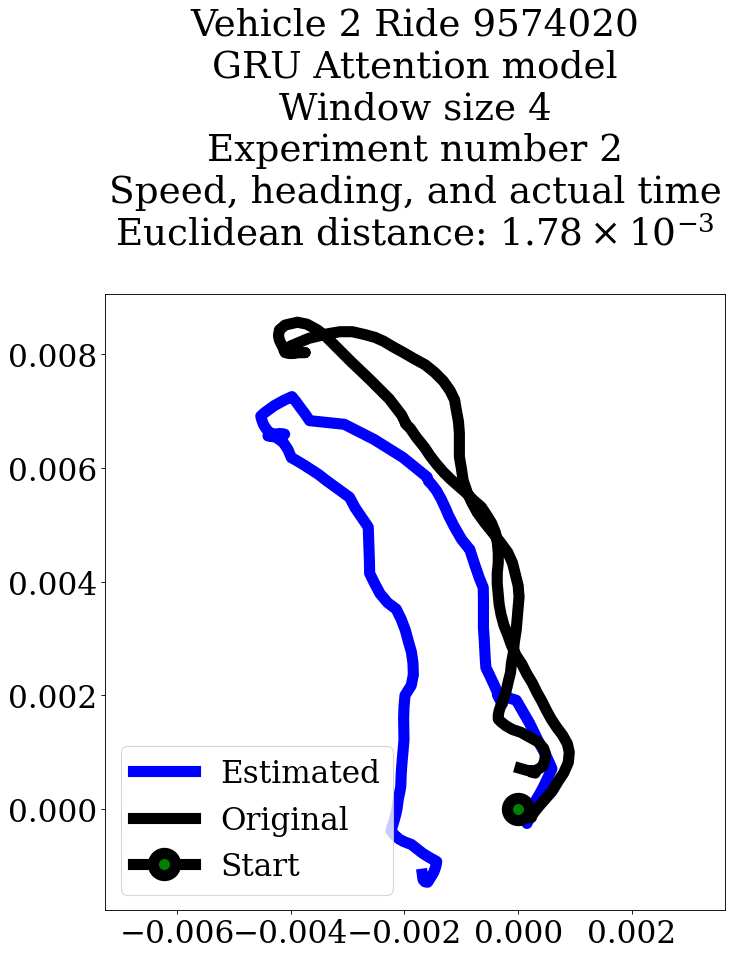 Vehicle 2 Ride 9574020
GRU Attention model
Window size 4
Experiment number 2
Speed, heading, and actual time
Euclidean distance: 1.78 × 10⁻³
0.008
0.006
0.004
0.002
0.000
Estimated
Original
Start
−0.006 −0.004 −0.002 0.000 0.002